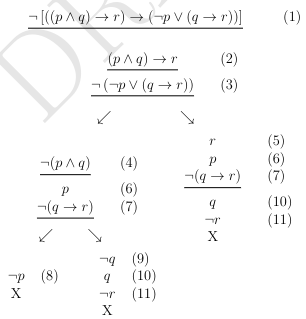 ¬ [((p ∧ q) → r) → (¬p ∨ (q → r))] (1)
(p ∧ q) → r (2)
¬ (¬p ∨ (q → r)) (3)
↙ ↘
r (5)
¬(p ∧ q) (4) p (6)
¬(q → r) (7)
p (6)
¬(q → r) (7) q (10)
¬r (11)
↙ ↘ X
¬q (9)
¬p (8) q (10)
X ¬r (11)
X